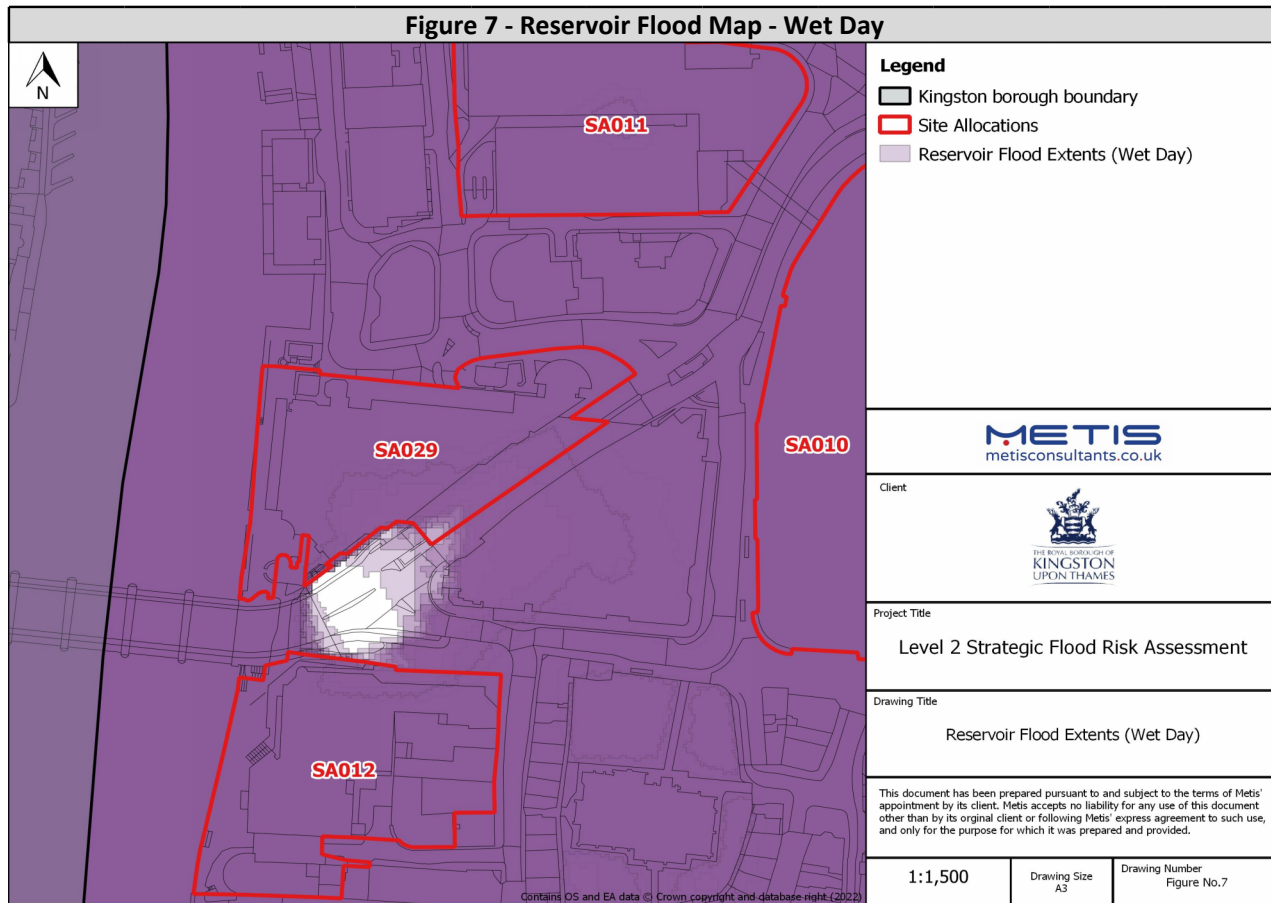 Figure 7 - Reservoir Flood Map - Wet Day
N
SA011
SA029
SA010
SA012
Contains OS and EA data © Crown copyright and database right (2022)
Legend
Kingston borough boundary
Site Allocations
Reservoir Flood Extents (Wet Day)
METIS
metisconsultants.co.uk
Client
THE ROYAL BOROUGH OF
KINGSTON
UPON THAMES
Project Title
Level 2 Strategic Flood Risk Assessment
Drawing Title
Reservoir Flood Extents (Wet Day)
This document has been prepared pursuant to and subject to the terms of Metis'
appointment by its client. Metis accepts no liability for any use of this document
other than by its orginal client or following Metis' express agreement to such use,
and only for the purpose for which it was prepared and provided.
1:1,500
Drawing Size
A3
Drawing Number
Figure No.7